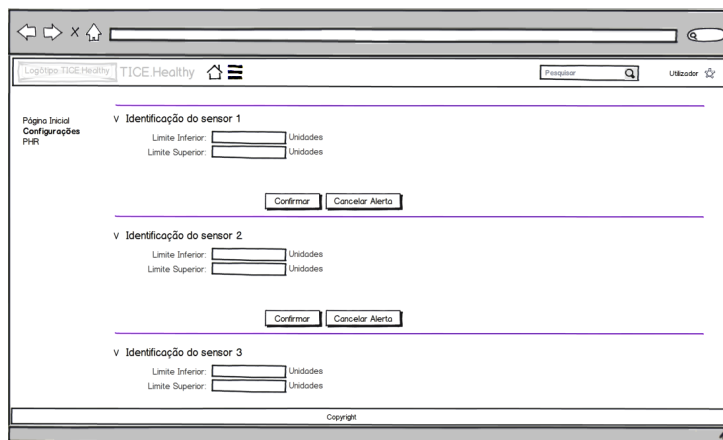 Logótipo TICE.Healthy TICE.Healthy Pesquisar Utilizador
Página Inicial
Configurações
PHR
v Identificação do sensor 1
Limite Inferior: Unidades
Limite Superior: Unidades
Confirmar Cancelar Alerta
v Identificação do sensor 2
Limite Inferior: Unidades
Limite Superior: Unidades
Confirmar Cancelar Alerta
v Identificação do sensor 3
Limite Inferior: Unidades
Limite Superior: Unidades
Copyright